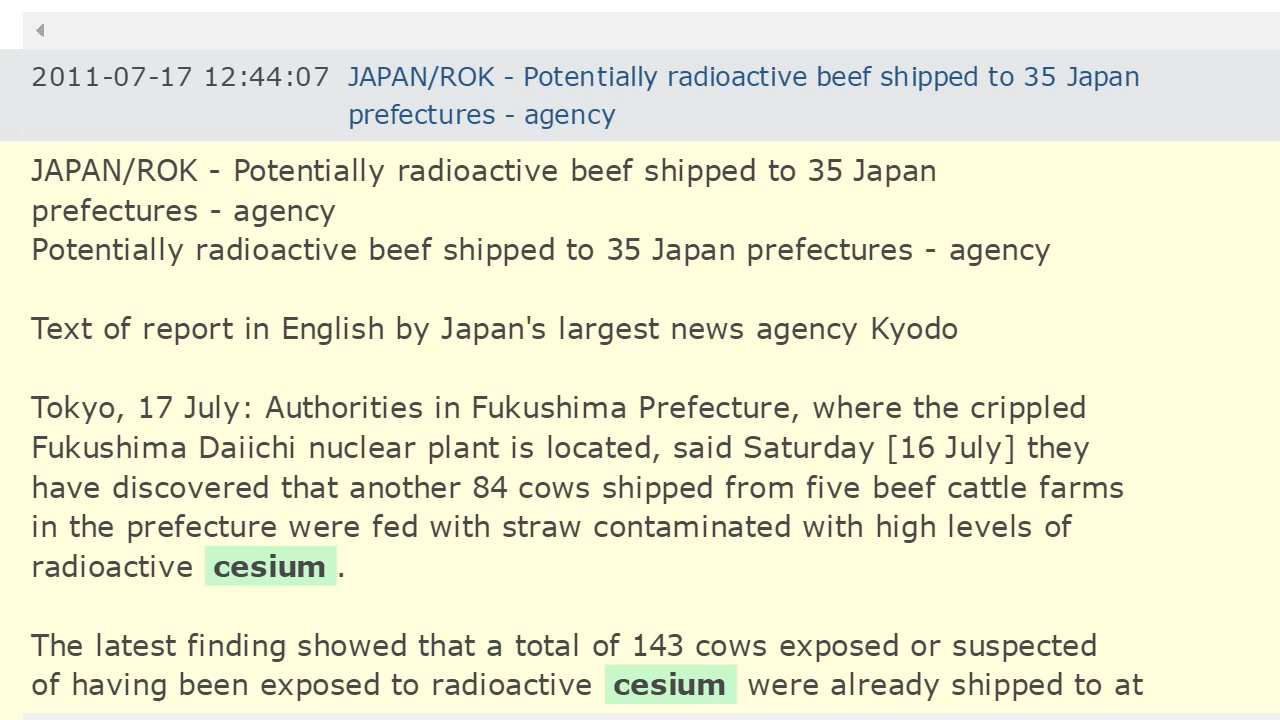 2011-07-17 12:44:07 JAPAN/ROK - Potentially radioactive beef shipped to 35 Japan
prefectures - agency
JAPAN/ROK - Potentially radioactive beef shipped to 35 Japan
prefectures - agency
Potentially radioactive beef shipped to 35 Japan prefectures - agency
Text of report in English by Japan's largest news agency Kyodo
Tokyo, 17 July: Authorities in Fukushima Prefecture, where the crippled
Fukushima Daiichi nuclear plant is located, said Saturday [16 July] they
have discovered that another 84 cows shipped from five beef cattle farms
in the prefecture were fed with straw contaminated with high levels of
radioactive cesium .
The latest finding showed that a total of 143 cows exposed or suspected
of having been exposed to radioactive cesium were already shipped to at